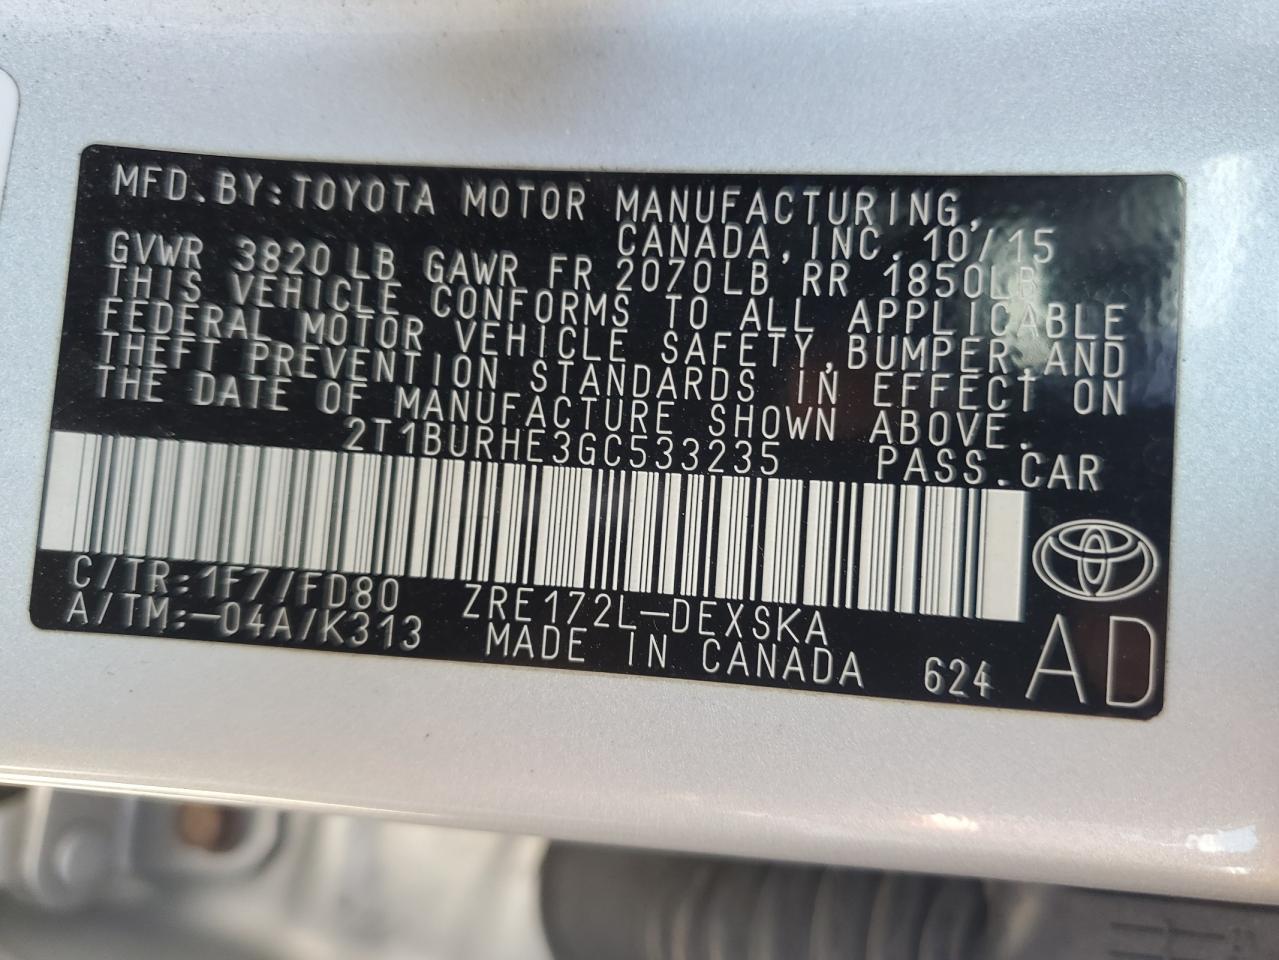 MFD.BY:TOYOTA MOTOR MANUFACTURING,
CANADA,INC. 10/15
GVWR 3820 LB GAWR FR 2070LB RR 1850LB
THIS VEHICLE CONFORMS TO ALL APPLICABLE
FEDERAL MOTOR VEHICLE SAFETY,BUMPER,AND
THEFT PREVENTION STANDARDS IN EFFECT ON
THE DATE OF MANUFACTURE SHOWN ABOVE.
2T1BURHE3GC533235 PASS.CAR
C/TR:1F7/FD80 ZRE172L-DEXSKA
A/TM:-04A/K313 MADE IN CANADA 624 AD